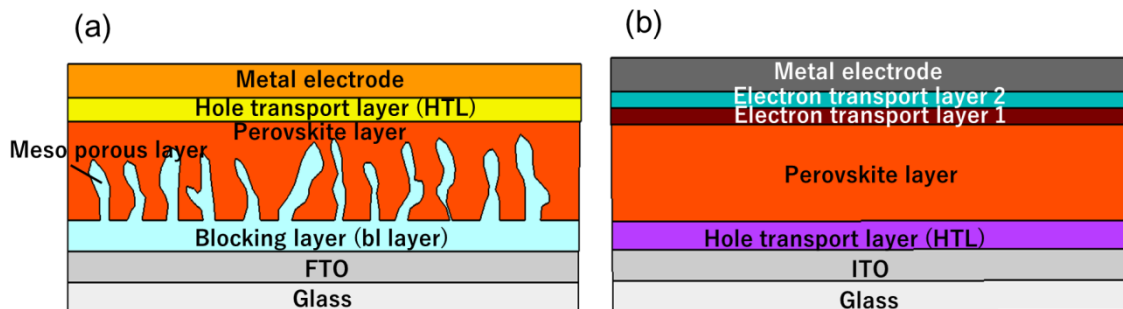 (a)
Metal electrode
Hole transport layer (HTL)
Perovskite layer
Meso porous layer
Blocking layer (bl layer)
FTO
Glass
(b)
Metal electrode
Electron transport layer 2
Electron transport layer 1
Perovskite layer
Hole transport layer (HTL)
ITO
Glass